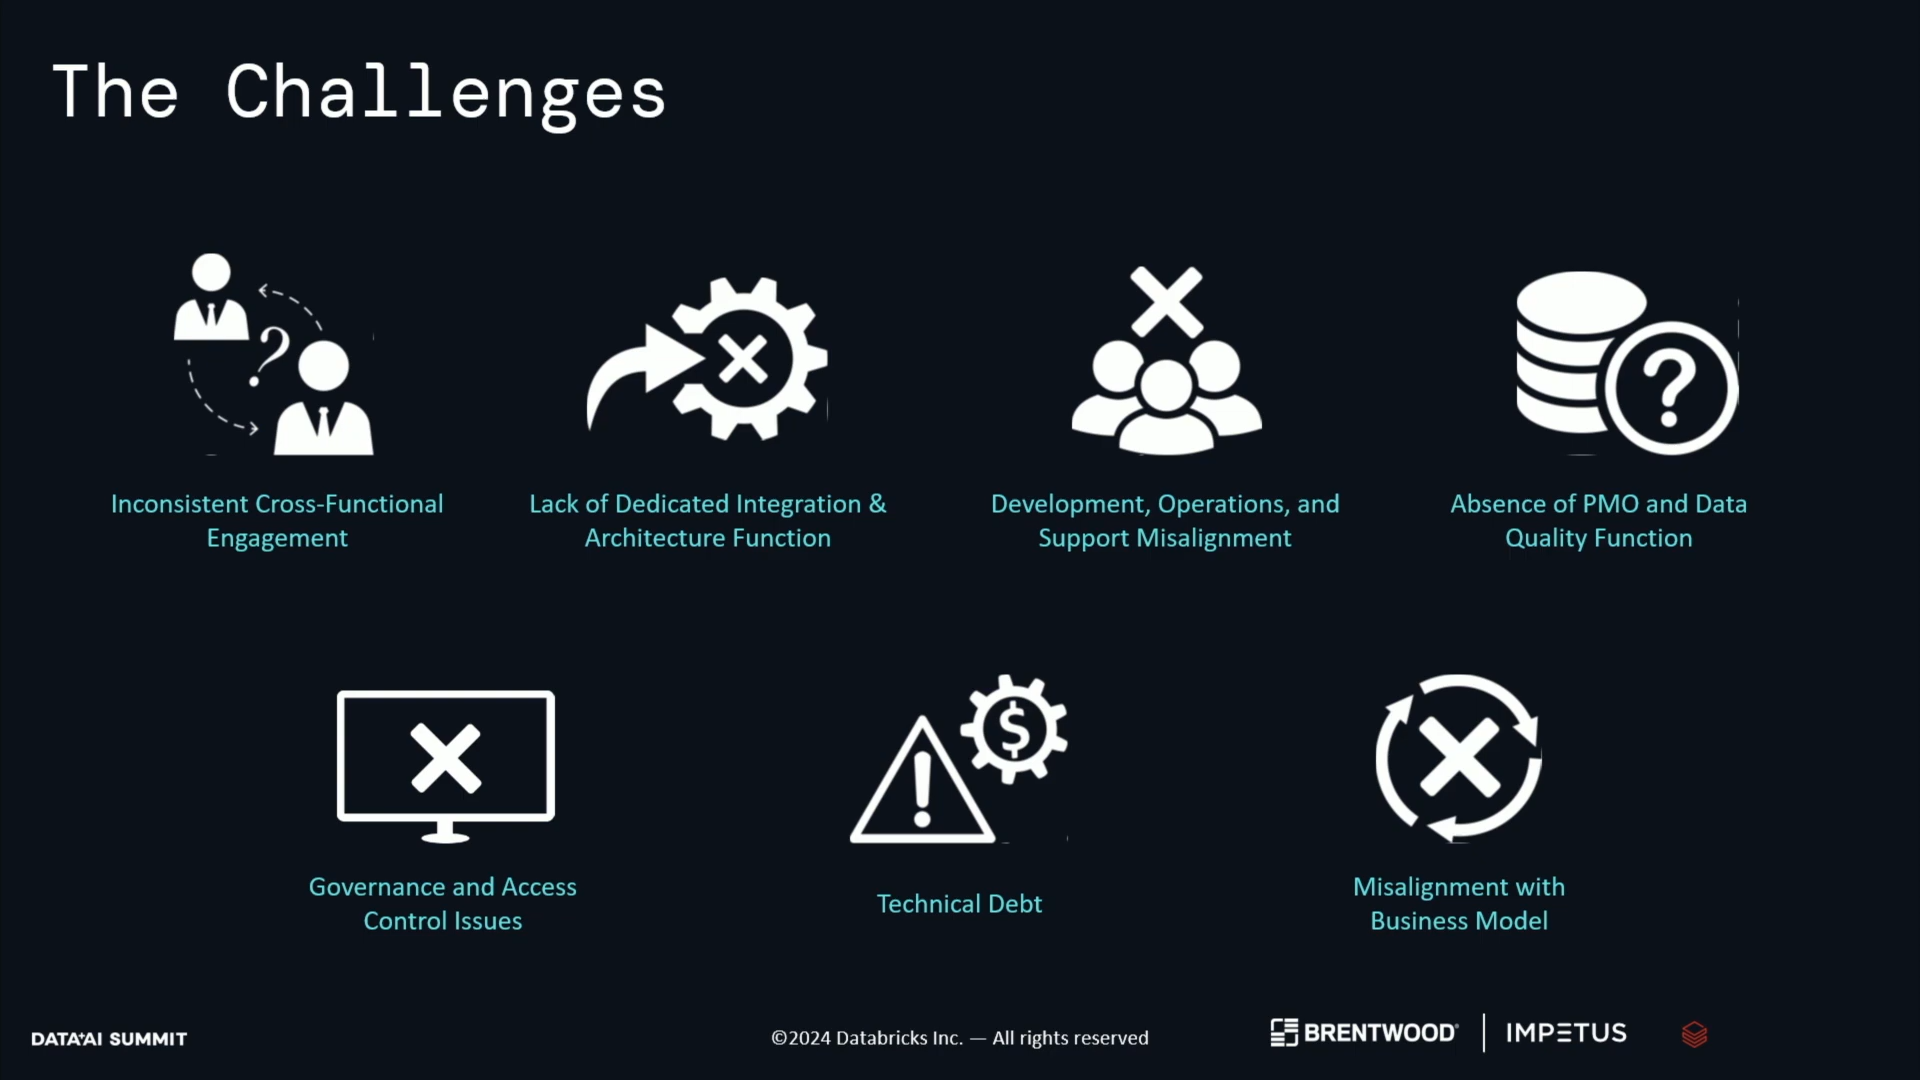 The Challenges
Inconsistent Cross-Functional
Engagement
Lack of Dedicated Integration &
Architecture Function
Development, Operations, and
Support Misalignment
Absence of PMO and Data
Quality Function
Governance and Access
Control Issues
Technical Debt
Misalignment with
Business Model
DATA+AI SUMMIT
©2024 Databricks Inc. — All rights reserved
BRENTWOOD®
IMPETUS